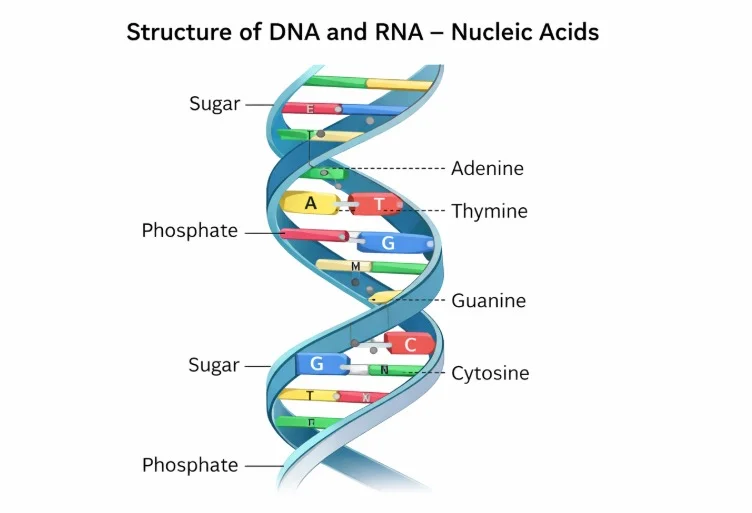 Structure of DNA and RNA – Nucleic Acids
Sugar
E
T
Adenine
A T
Thymine
Phosphate
G
M
Guanine
C
Sugar
G
N
Cytosine
T N
Phosphate